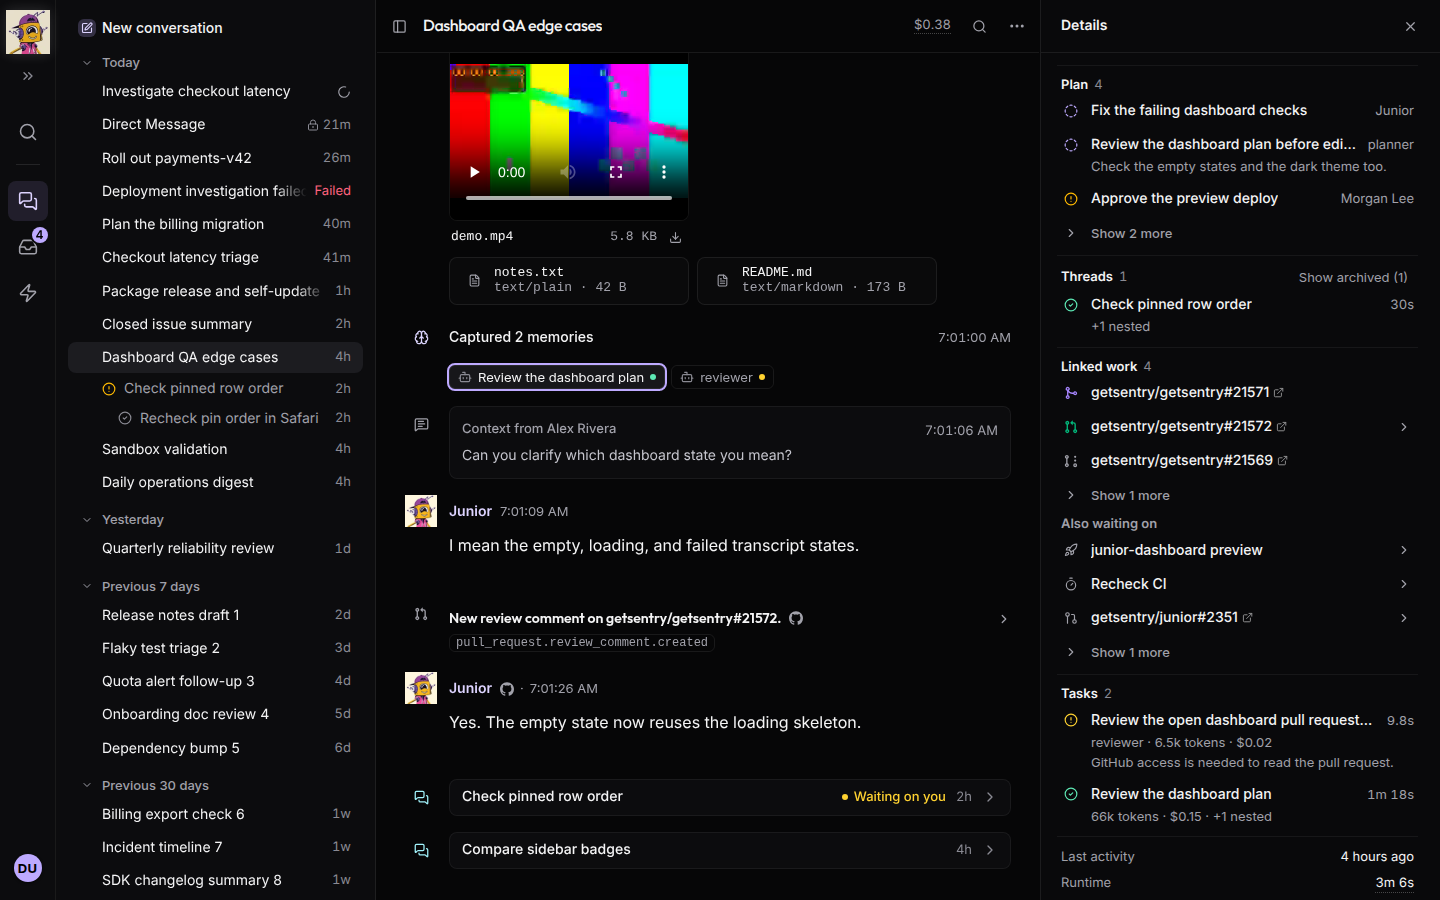 New conversation
Today
Investigate checkout latency
Direct Message 21m
Roll out payments-v42 26m
Deployment investigation failed Failed
Plan the billing migration 40m
Checkout latency triage 41m
Package release and self-update 1h
Closed issue summary 2h
Dashboard QA edge cases 4h
Check pinned row order 2h
Recheck pin order in Safari 2h
Sandbox validation 4h
Daily operations digest 4h
Yesterday
Quarterly reliability review 1d
Previous 7 days
Release notes draft 1 2d
Flaky test triage 2 3d
Quota alert follow-up 3 4d
Onboarding doc review 4 5d
Dependency bump 5 6d
Previous 30 days
Billing export check 6 1w
Incident timeline 7 1w
SDK changelog summary 8 1w
4
DU
Dashboard QA edge cases $0.38
0:00
demo.mp4 5.8 KB
notes.txt
text/plain · 42 B
README.md
text/markdown · 173 B
Captured 2 memories 7:01:00 AM
Review the dashboard plan
reviewer
Context from Alex Rivera 7:01:06 AM
Can you clarify which dashboard state you mean?
Junior 7:01:09 AM
I mean the empty, loading, and failed transcript states.
New review comment on getsentry/getsentry#21572.
pull_request.review_comment.created
Junior · 7:01:26 AM
Yes. The empty state now reuses the loading skeleton.
Check pinned row order Waiting on you 2h
Compare sidebar badges 4h
Details
Plan 4
Fix the failing dashboard checks Junior
Review the dashboard plan before edi... planner
Check the empty states and the dark theme too.
Approve the preview deploy Morgan Lee
Show 2 more
Threads 1 Show archived (1)
Check pinned row order 30s
+1 nested
Linked work 4
getsentry/getsentry#21571
getsentry/getsentry#21572
getsentry/getsentry#21569
Show 1 more
Also waiting on
junior-dashboard preview
Recheck CI
getsentry/junior#2351
Show 1 more
Tasks 2
Review the open dashboard pull request... 9.8s
reviewer · 6.5k tokens · $0.02
GitHub access is needed to read the pull request.
Review the dashboard plan 1m 18s
66k tokens · $0.15 · +1 nested
Last activity 4 hours ago
Runtime 3m 6s